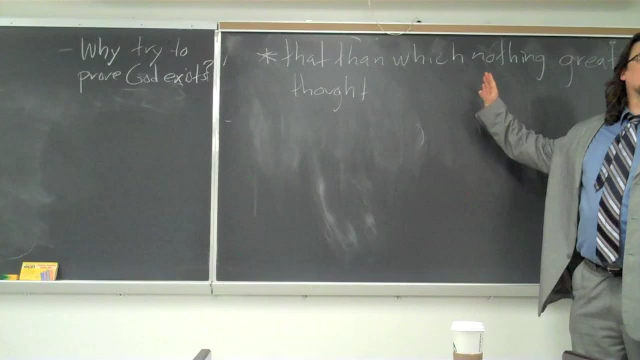 - Why try to
prove God exists?
* that than which nothing great
thought